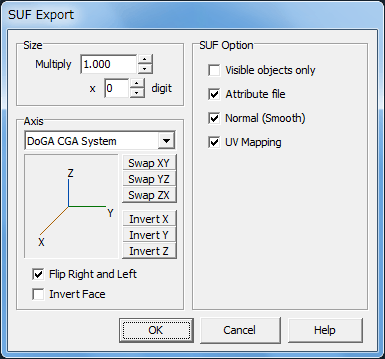 SUF Export
Size
Multiply 1.000
x 0 digit
Axis
DoGA CGA System
Z
Y
X
Swap XY
Swap YZ
Swap ZX
Invert X
Invert Y
Invert Z
Flip Right and Left
Invert Face
SUF Option
Visible objects only
Attribute file
Normal (Smooth)
UV Mapping
OK Cancel Help